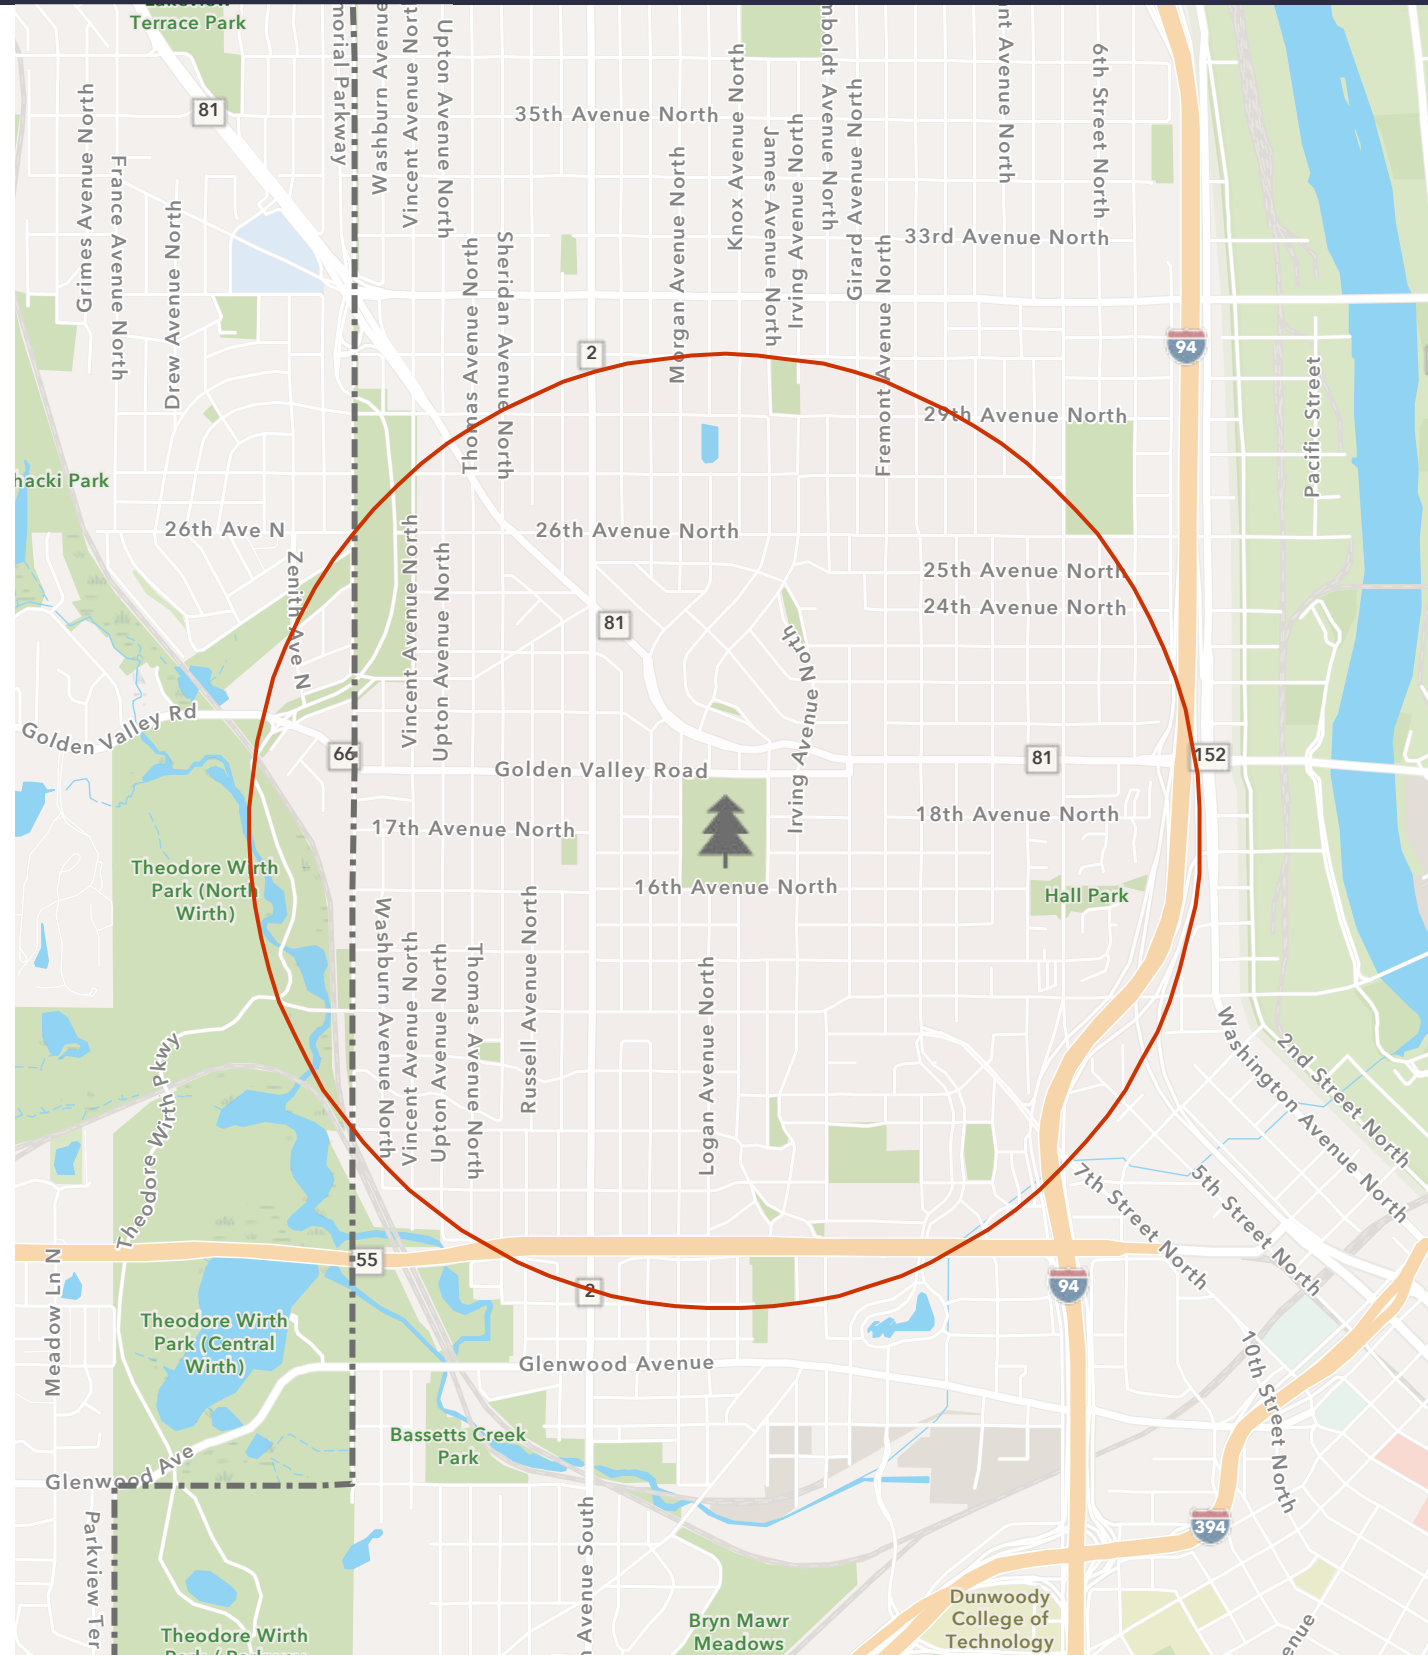 Terrace Park
81
35th Avenue North
33rd Avenue North
Washburn Avenue
Vincent Avenue North
Upton Avenue North
Grimes Avenue North
France Avenue North
Drew Avenue North
Thomas Avenue North
Sheridan Avenue North
Morgan Avenue North
Knox Avenue North
James Avenue North
Irving Avenue North
Avenue North
Girard Avenue North
Fremont Avenue North
Avenue North
6th Street North
94
2
29th Avenue North
Pacific Street
Park
26th Ave N
26th Avenue North
Zenith Ave N
Vincent Avenue North
Upton Avenue North
25th Avenue North
24th Avenue North
81
Irving Avenue North
Golden Valley Rd
66
Golden Valley Road
81
152
17th Avenue North
18th Avenue North
16th Avenue North
Theodore Wirth
Park (North
Wirth)
Hall Park
Washburn Avenue North
Vincent Avenue North
Upton Avenue North
Thomas Avenue North
Russell Avenue North
Logan Avenue North
Theodore Wirth Pkwy
Washington Avenue North
2nd Street North
7th Street North
5th Street North
55
2
94
Meadow Ln N
Theodore Wirth
Park (Central
Wirth)
Glenwood Avenue
10th Street North
Bassetts Creek
Park
Glenwood Ave
Parkview Ter
Avenue South
394
Dunwoody
College of
Technology
Bryn Mawr
Meadows
Theodore Wirth